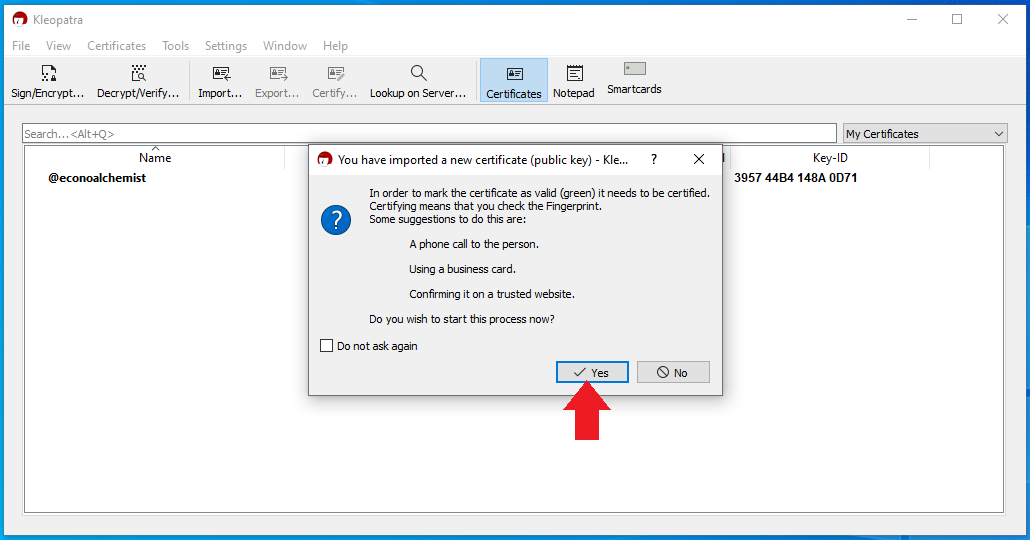 Kleopatra
File View Certificates Tools Settings Window Help
Sign/Encrypt... Decrypt/Verify... Import... Export... Certify... Lookup on Server... Certificates Notepad Smartcards
Search...<Alt+Q> My Certificates
Name Key-ID
@econoalchemist 3957 44B4 148A 0D71
You have imported a new certificate (public key) - Kle... ?
In order to mark the certificate as valid (green) it needs to be certified.
Certifying means that you check the Fingerprint.
Some suggestions to do this are:
A phone call to the person.
Using a business card.
Confirming it on a trusted website.
Do you wish to start this process now?
Do not ask again
Yes No